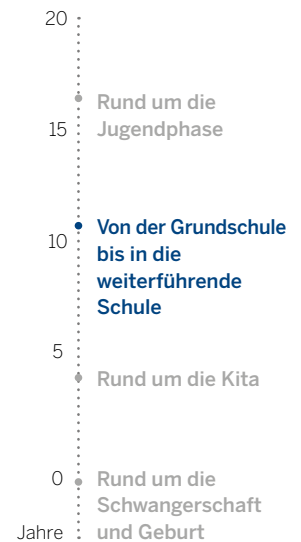 20
Rund um die
15
Jugendphase
Von der Grundschule
10
bis in die
weiterführende
Schule
5
Rund um die Kita
0
Rund um die
Schwangerschaft
Jahre
und Geburt